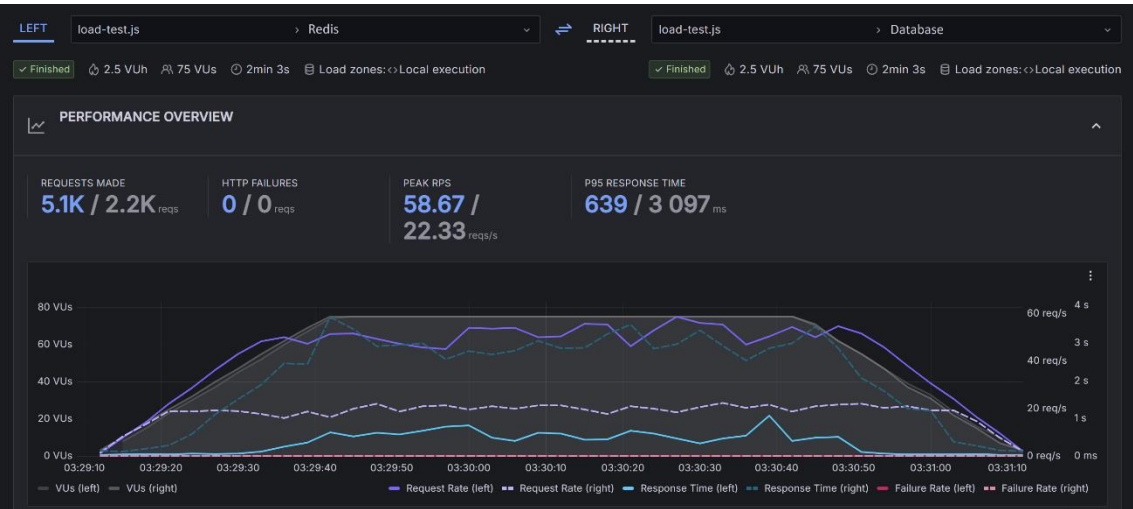 LEFT load-test.js > Redis RIGHT load-test.js > Database
✓ Finished 2.5 VUh 75 VUs 2min 3s Load zones:<>Local execution ✓ Finished 2.5 VUh 75 VUs 2min 3s Load zones:<>Local execution
PERFORMANCE OVERVIEW
REQUESTS MADE HTTP FAILURES PEAK RPS P95 RESPONSE TIME
5.1K / 2.2K reqs 0 / 0 reqs 58.67 / 639 / 3 097 ms
22.33 reqs/s
80 VUs 60 req/s 4 s
60 VUs 40 req/s 3 s
40 VUs 2 s
20 VUs 20 req/s 1 s
0 VUs 0 req/s 0 ms
03:29:10 03:29:20 03:29:30 03:29:40 03:29:50 03:30:00 03:30:10 03:30:20 03:30:30 03:30:40 03:30:50 03:31:00 03:31:10
VUs (left) VUs (right) Request Rate (left) Request Rate (right) Response Time (left) Response Time (right) Failure Rate (left) Failure Rate (right)